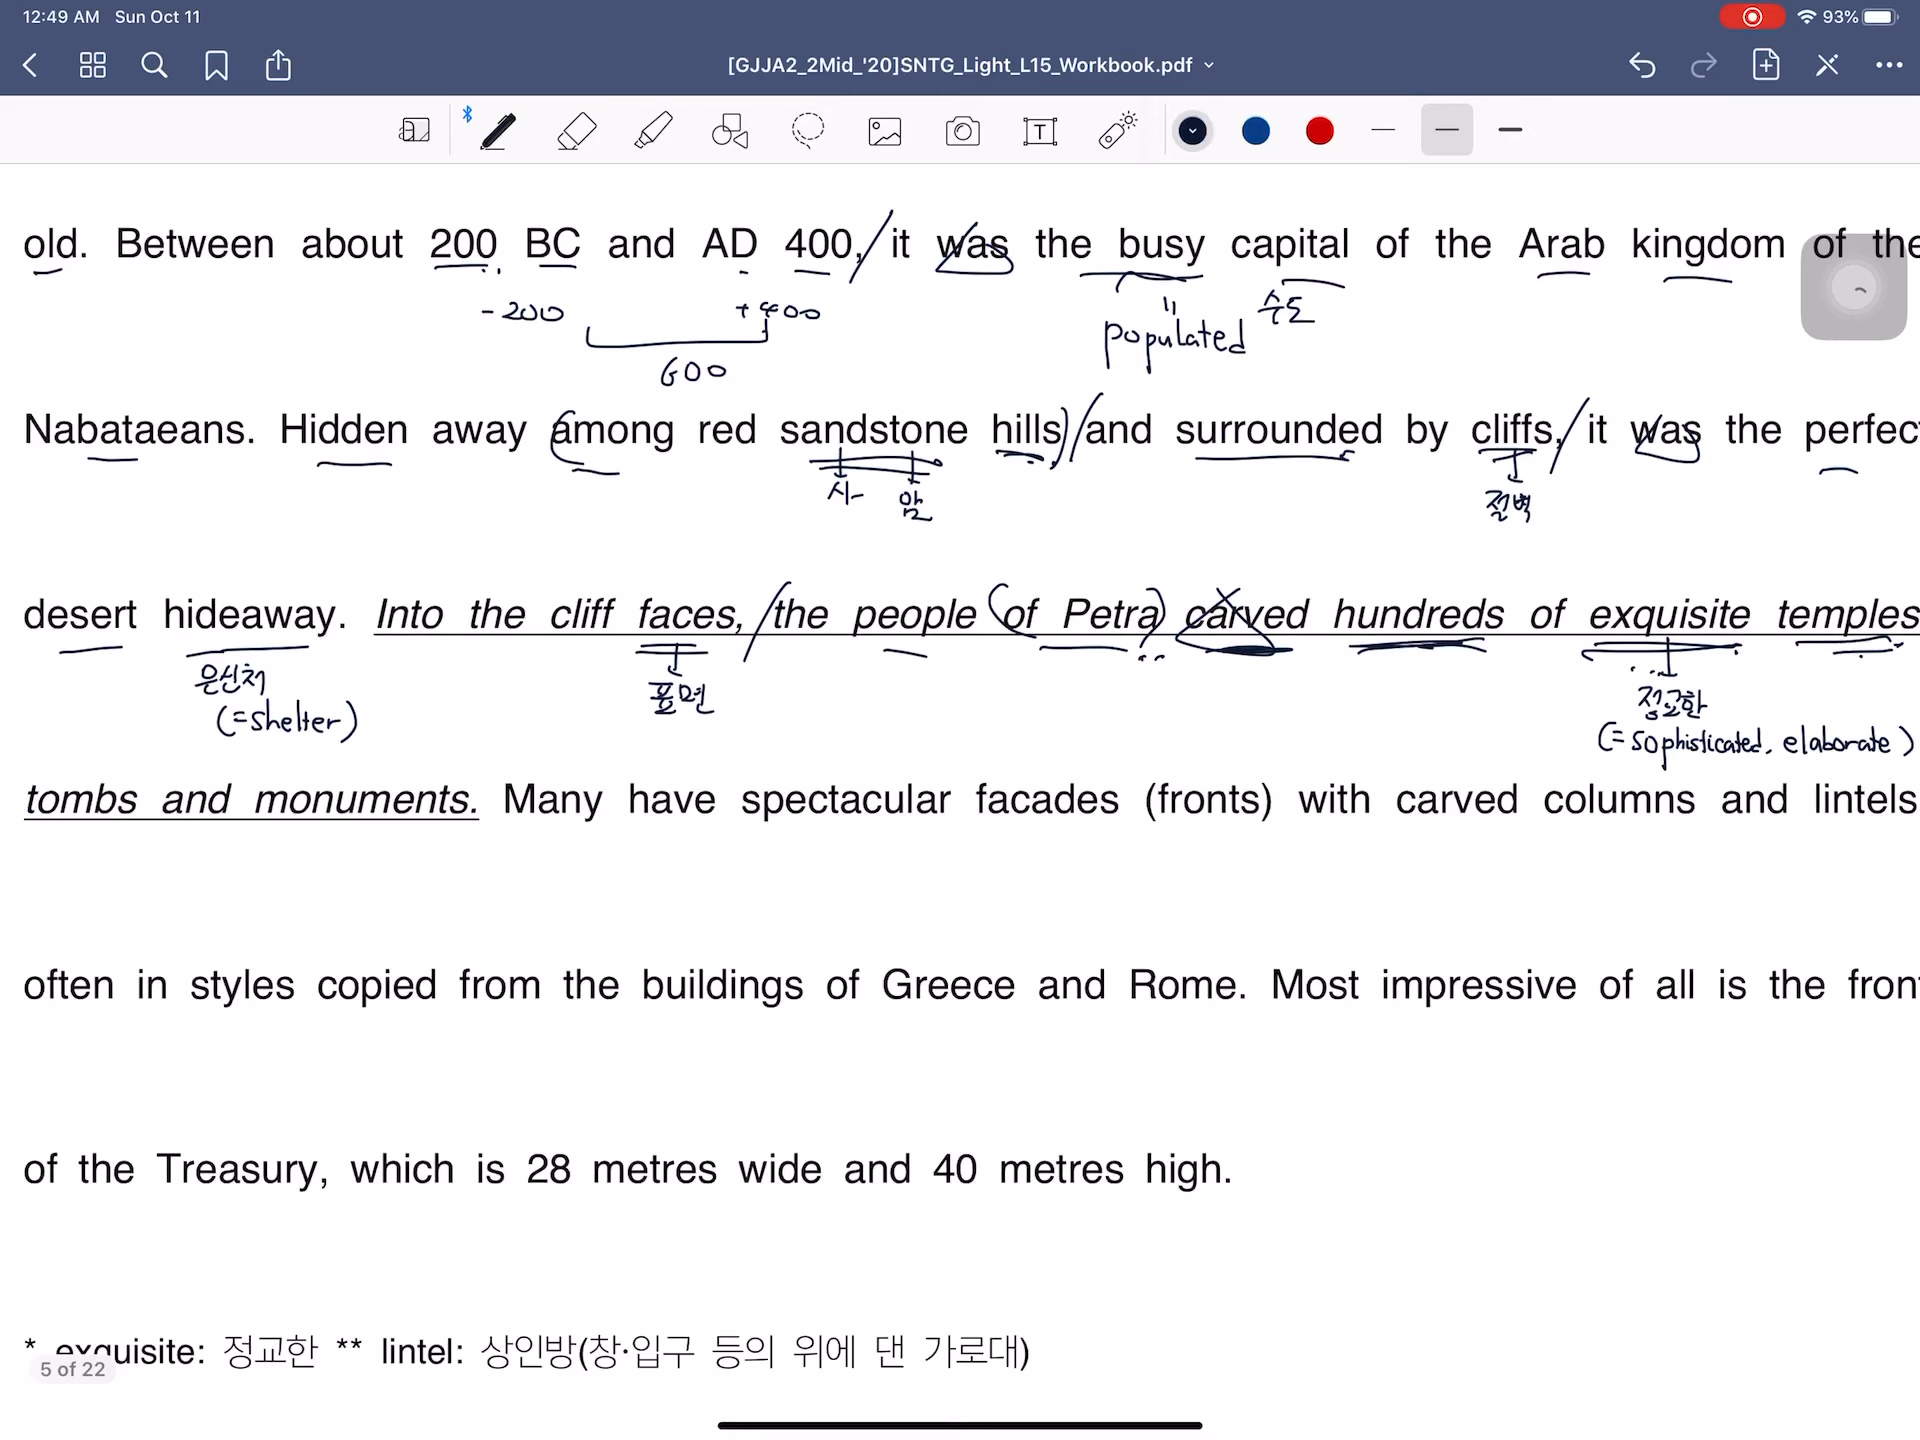 12:49 AM Sun Oct 11
93%
[GJJA2_2Mid_'20]SNTG_Light_L15_Workbook.pdf
old. Between about 200 BC and AD 400, it was the busy capital of the Arab kingdom of the
-200 +400 수도
populated
600
Nabataeans. Hidden away among red sandstone hills) and surrounded by cliffs, it was the perfec
사 암 절벽
desert hideaway. Into the cliff faces, the people (of Petra) carved hundreds of exquisite temples
은신처 표면 정교한
(=shelter) (=sophisticated, elaborate)
tombs and monuments. Many have spectacular facades (fronts) with carved columns and lintels
often in styles copied from the buildings of Greece and Rome. Most impressive of all is the fron
of the Treasury, which is 28 metres wide and 40 metres high.
* exquisite: 정교한 ** lintel: 상인방(창·입구 등의 위에 댄 가로대)
5 of 22